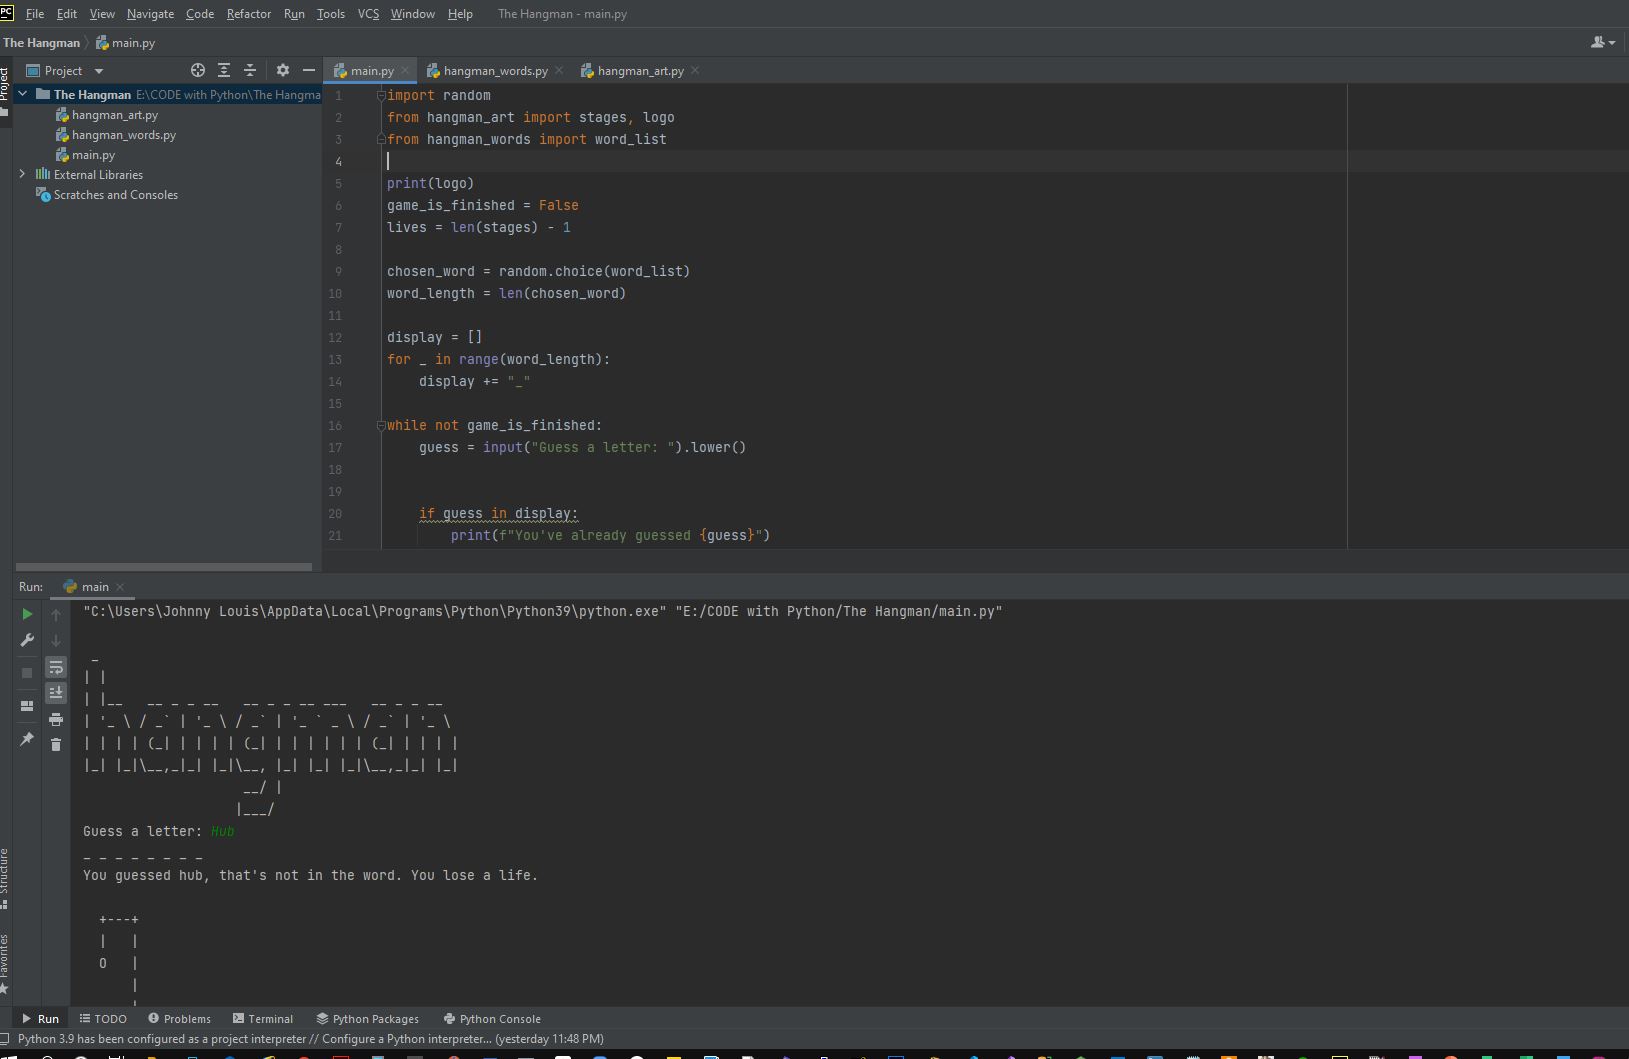 PC File Edit View Navigate Code Refactor Run Tools VCS Window Help The Hangman - main.py
The Hangman main.py
Project
Project main.py hangman_words.py hangman_art.py
The Hangman E:\CODE with Python\The Hangma
hangman_art.py
hangman_words.py
main.py
External Libraries
Scratches and Consoles
1 import random
2 from hangman_art import stages, logo
3 from hangman_words import word_list
4
5 print(logo)
6 game_is_finished = False
7 lives = len(stages) - 1
8
9 chosen_word = random.choice(word_list)
10 word_length = len(chosen_word)
11
12 display = []
13 for _ in range(word_length):
14 display += "_"
15
16 while not game_is_finished:
17 guess = input("Guess a letter: ").lower()
18
19
20 if guess in display:
21 print(f"You've already guessed {guess}")
Run: main
"C:\Users\Johnny Louis\AppData\Local\Programs\Python\Python39\python.exe" "E:/CODE with Python/The Hangman/main.py"
 _
| |
| |__   __ _ _ __   __ _ _ __ ___   __ _ _ __
| '_ \ / _` | '_ \ / _` | '_ ` _ \ / _` | '_ \
| | | | (_| | | | | (_| | | | | | | (_| | | | |
|_| |_|\__,_|_| |_|\__, |_| |_| |_|\__,_|_| |_|
                    __/ |
                   |___/
Guess a letter: Hub
_ _ _ _ _ _ _ _
You guessed hub, that's not in the word. You lose a life.
  +---+
  |   |
  O   |
      |
      |
Structure
Favorites
Run TODO Problems Terminal Python Packages Python Console
Python 3.9 has been configured as a project interpreter // Configure a Python interpreter... (yesterday 11:48 PM)